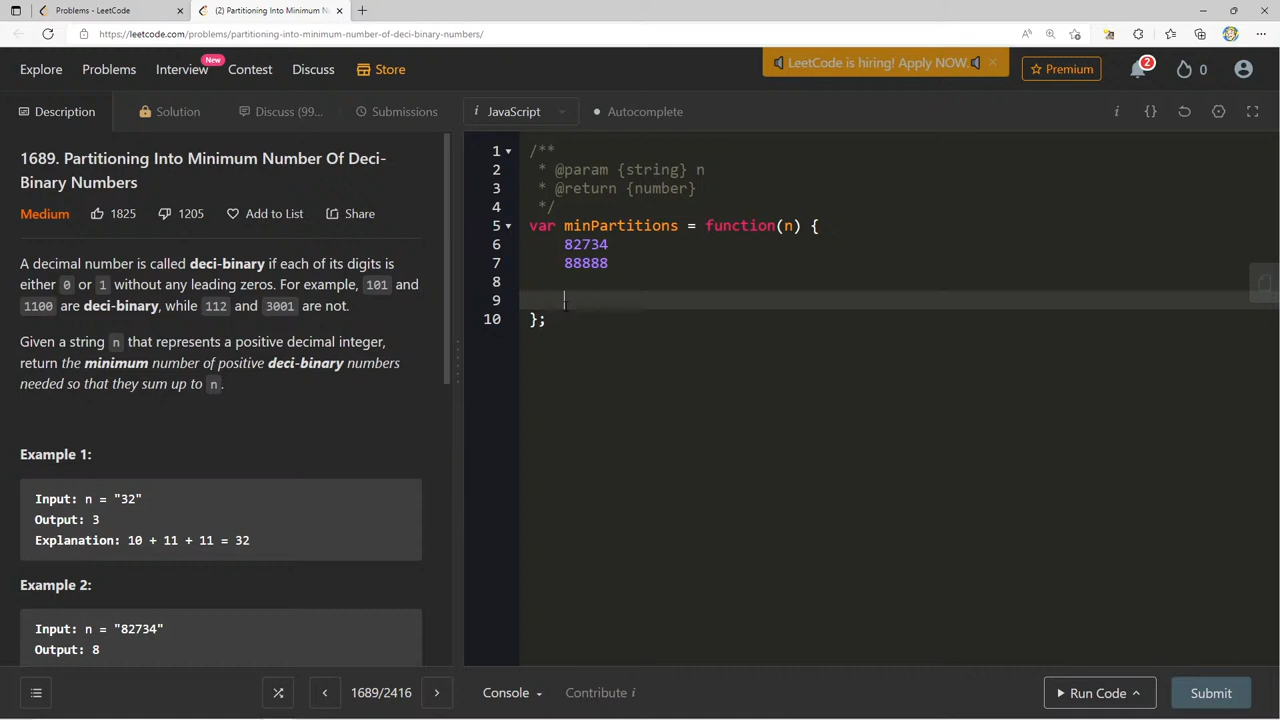 Problems - LeetCode
(2) Partitioning Into Minimum N
https://leetcode.com/problems/partitioning-into-minimum-number-of-deci-binary-numbers/
Explore
Problems
Interview
New
Contest
Discuss
Store
LeetCode is hiring! Apply NOW.
Premium
2
0
Description
Solution
Discuss (99...
Submissions
i JavaScript
Autocomplete
1689. Partitioning Into Minimum Number Of Deci-
Binary Numbers
Medium
1825
1205
Add to List
Share
A decimal number is called deci-binary if each of its digits is
either 0 or 1 without any leading zeros. For example, 101 and
1100 are deci-binary, while 112 and 3001 are not.
Given a string n that represents a positive decimal integer,
return the minimum number of positive deci-binary numbers
needed so that they sum up to n.
Example 1:
Input: n = "32"
Output: 3
Explanation: 10 + 11 + 11 = 32
Example 2:
Input: n = "82734"
Output: 8
1 /**
2 * @param {string} n
3 * @return {number}
4 */
5 var minPartitions = function(n) {
6 82734
7 88888
8
9
10 };
1689/2416
Console
Contribute i
Run Code
Submit